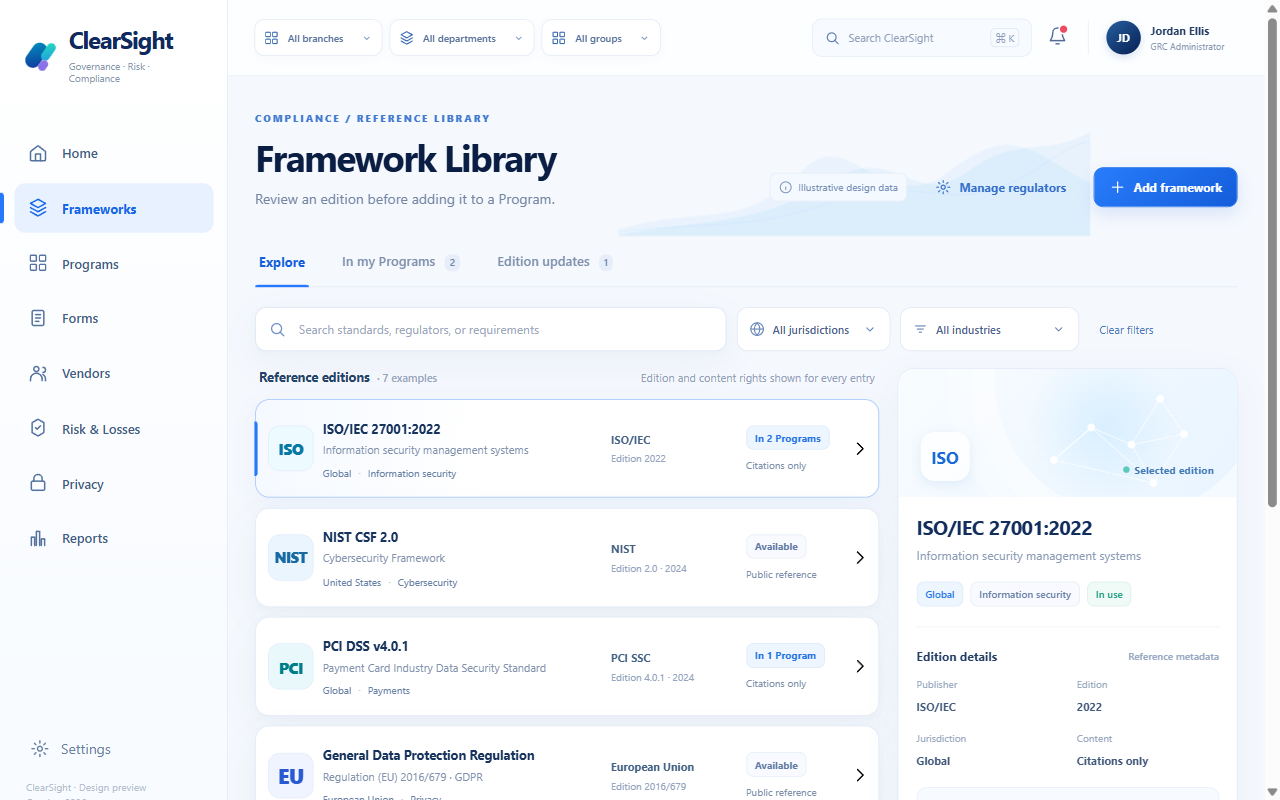 ClearSight
Governance · Risk ·
Compliance
Home
Frameworks
Programs
Forms
Vendors
Risk & Losses
Privacy
Reports
Settings
ClearSight · Design preview
All branches
All departments
All groups
Search ClearSight
⌘ K
JD
Jordan Ellis
GRC Administrator
COMPLIANCE / REFERENCE LIBRARY
Framework Library
Review an edition before adding it to a Program.
Illustrative design data
Manage regulators
Add framework
Explore
In my Programs 2
Edition updates 1
Search standards, regulators, or requirements
All jurisdictions
All industries
Clear filters
Reference editions · 7 examples
Edition and content rights shown for every entry
ISO
ISO/IEC 27001:2022
Information security management systems
Global · Information security
ISO/IEC
Edition 2022
In 2 Programs
Citations only
NIST
NIST CSF 2.0
Cybersecurity Framework
United States · Cybersecurity
NIST
Edition 2.0 · 2024
Available
Public reference
PCI
PCI DSS v4.0.1
Payment Card Industry Data Security Standard
Global · Payments
PCI SSC
Edition 4.0.1 · 2024
In 1 Program
Citations only
EU
General Data Protection Regulation
Regulation (EU) 2016/679 · GDPR
European Union · Privacy
European Union
Edition 2016/679
Available
Public reference
ISO
Selected edition
ISO/IEC 27001:2022
Information security management systems
Global
Information security
In use
Edition details
Reference metadata
Publisher
ISO/IEC
Edition
2022
Jurisdiction
Global
Content
Citations only